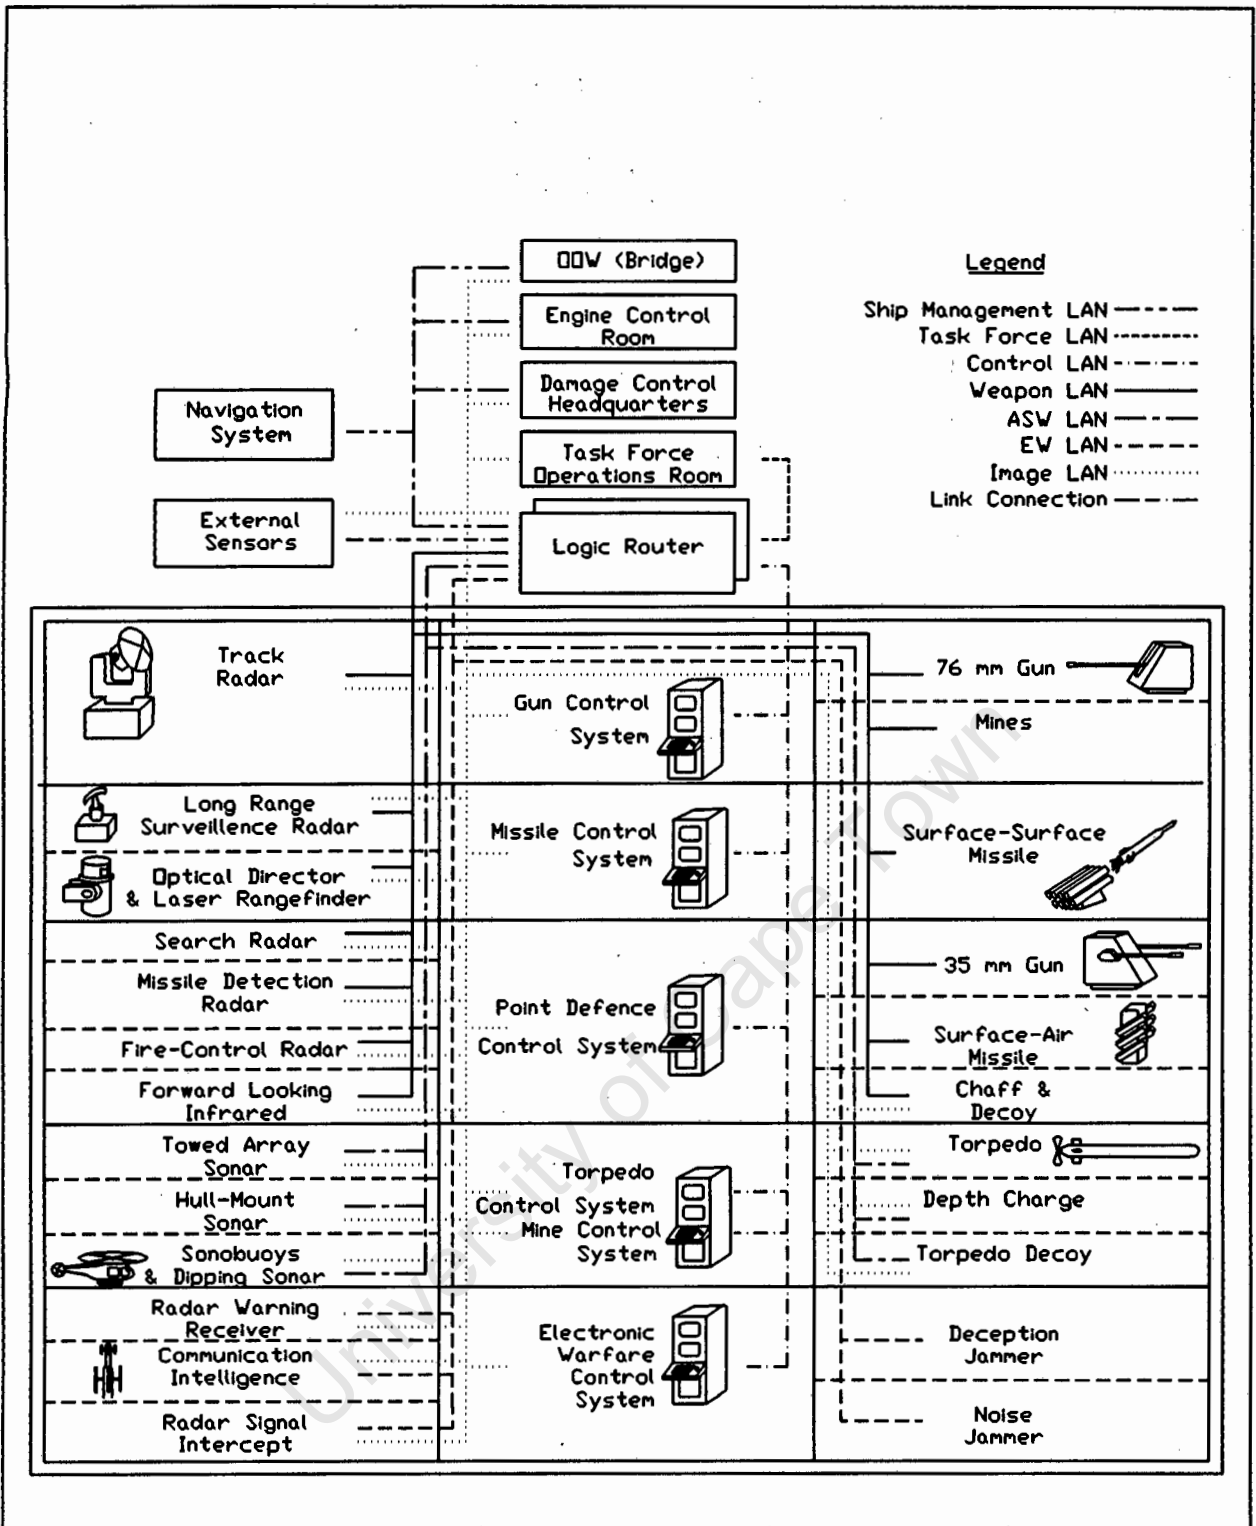 OOW (Bridge)
Engine Control
Room
Damage Control
Headquarters
Task Force
Operations Room
Logic Router
Navigation
System
External
Sensors
Legend
Ship Management LAN
Task Force LAN
Control LAN
Weapon LAN
ASW LAN
EW LAN
Image LAN
Link Connection
Track
Radar
Gun Control
System
76 mm Gun
Mines
Long Range
Surveillence Radar
Optical Director
& Laser Rangefinder
Missile Control
System
Surface-Surface
Missile
Search Radar
Missile Detection
Radar
Fire-Control Radar
Forward Looking
Infrared
Point Defence
Control System
35 mm Gun
Surface-Air
Missile
Chaff &
Decoy
Towed Array
Sonar
Hull-Mount
Sonar
Sonobuoys
& Dipping Sonar
Torpedo
Control System
Mine Control
System
Torpedo
Depth Charge
Torpedo Decoy
Radar Warning
Receiver
Communication
Intelligence
Radar Signal
Intercept
Electronic
Warfare
Control
System
Deception
Jammer
Noise
Jammer
University of Cape Town